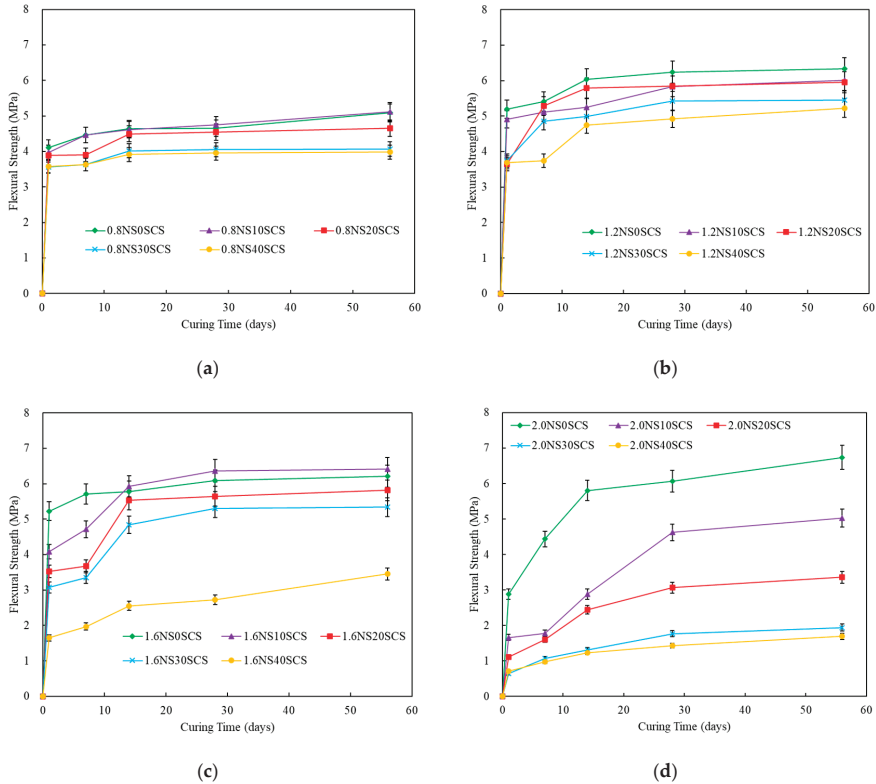 8
7
6
5
4
3
2
1
0
Flexural Strength (MPa)
0.8NS0SCS 0.8NS10SCS 0.8NS20SCS
0.8NS30SCS 0.8NS40SCS
0 10 20 30 40 50 60
Curing Time (days)
(a)
8
7
6
5
4
3
2
1
0
Flexural Strength (MPa)
1.2NS0SCS 1.2NS10SCS 1.2NS20SCS
1.2NS30SCS 1.2NS40SCS
0 10 20 30 40 50 60
Curing Time (days)
(b)
8
7
6
5
4
3
2
1
0
Flexural Strength (MPa)
1.6NS0SCS 1.6NS10SCS 1.6NS20SCS
1.6NS30SCS 1.6NS40SCS
0 10 20 30 40 50 60
Curing Time (days)
(c)
8
7
6
5
4
3
2
1
0
Flexural Strength (MPa)
2.0NS0SCS 2.0NS10SCS 2.0NS20SCS
2.0NS30SCS 2.0NS40SCS
0 10 20 30 40 50 60
Curing Time (days)
(d)